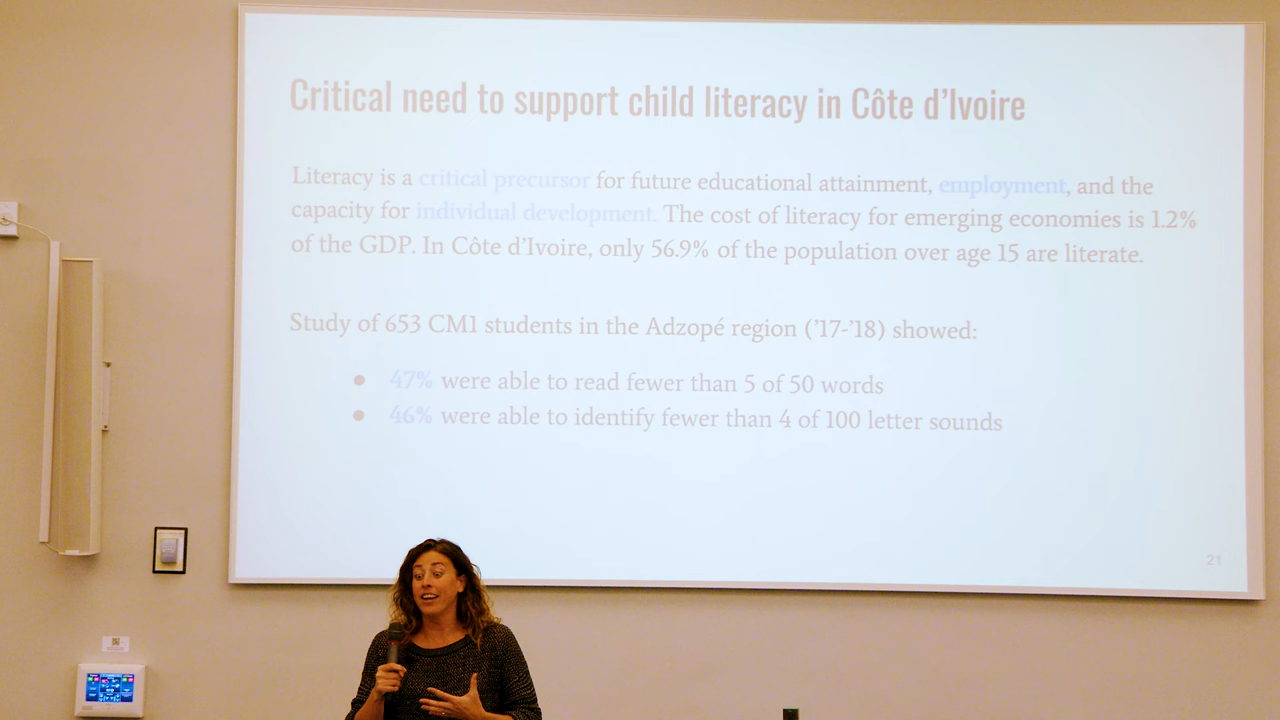 Critical need to support child literacy in Côte d’Ivoire
Literacy is a critical precursor for future educational attainment, employment, and the
capacity for individual development. The cost of literacy for emerging economies is 1.2%
of the GDP. In Côte d’Ivoire, only 56.9% of the population over age 15 are literate.
Study of 653 CM1 students in the Adzopé region (’17-’18) showed:
● 47% were able to read fewer than 5 of 50 words
● 46% were able to identify fewer than 4 of 100 letter sounds
21